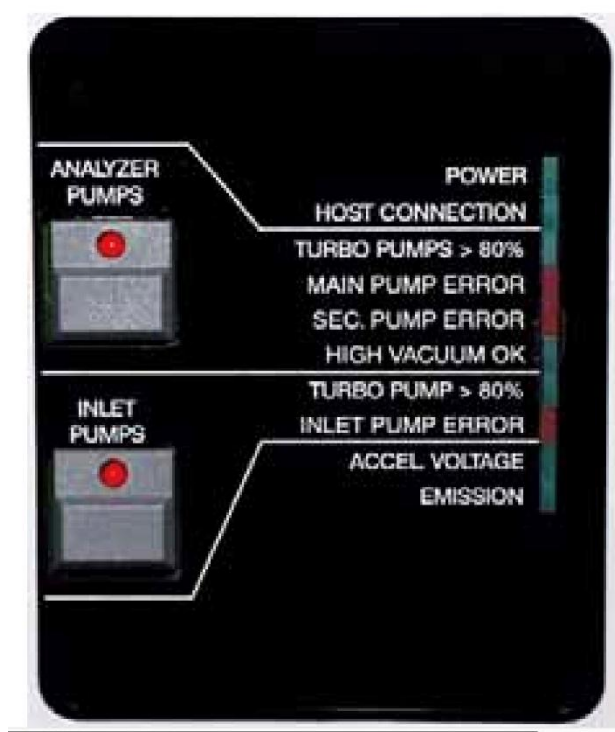 ANALYZER
PUMPS
POWER
HOST CONNECTION
TURBO PUMPS > 80%
MAIN PUMP ERROR
SEC. PUMP ERROR
HIGH VACUUM OK
INLET
PUMPS
TURBO PUMP > 80%
INLET PUMP ERROR
ACCEL. VOLTAGE
EMISSION